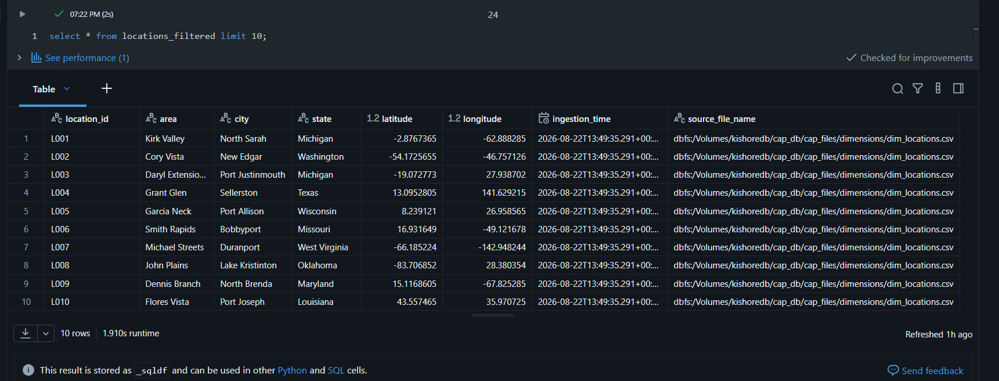 07:22 PM (2s)
24
1 select * from locations_filtered limit 10;
See performance (1)
Checked for improvements
Table
location_id area city state 1.2 latitude 1.2 longitude ingestion_time source_file_name
1 L001 Kirk Valley North Sarah Michigan -2.8767365 -62.888285 2026-08-22T13:49:35.291+00:... dbfs:/Volumes/kishoredb/cap_db/cap_files/dimensions/dim_locations.csv
2 L002 Cory Vista New Edgar Washington -54.1725655 -46.757126 2026-08-22T13:49:35.291+00:... dbfs:/Volumes/kishoredb/cap_db/cap_files/dimensions/dim_locations.csv
3 L003 Daryl Extensio... Port Justinmouth Michigan -19.072773 27.938702 2026-08-22T13:49:35.291+00:... dbfs:/Volumes/kishoredb/cap_db/cap_files/dimensions/dim_locations.csv
4 L004 Grant Glen Sellerston Texas 13.0952805 141.629215 2026-08-22T13:49:35.291+00:... dbfs:/Volumes/kishoredb/cap_db/cap_files/dimensions/dim_locations.csv
5 L005 Garcia Neck Port Allison Wisconsin 8.239121 26.958565 2026-08-22T13:49:35.291+00:... dbfs:/Volumes/kishoredb/cap_db/cap_files/dimensions/dim_locations.csv
6 L006 Smith Rapids Bobbyport Missouri 16.931649 -49.121678 2026-08-22T13:49:35.291+00:... dbfs:/Volumes/kishoredb/cap_db/cap_files/dimensions/dim_locations.csv
7 L007 Michael Streets Duranport West Virginia -66.185224 -142.948244 2026-08-22T13:49:35.291+00:... dbfs:/Volumes/kishoredb/cap_db/cap_files/dimensions/dim_locations.csv
8 L008 John Plains Lake Kristinton Oklahoma -83.706852 28.380354 2026-08-22T13:49:35.291+00:... dbfs:/Volumes/kishoredb/cap_db/cap_files/dimensions/dim_locations.csv
9 L009 Dennis Branch North Brenda Maryland 15.1168605 -67.825285 2026-08-22T13:49:35.291+00:... dbfs:/Volumes/kishoredb/cap_db/cap_files/dimensions/dim_locations.csv
10 L010 Flores Vista Port Joseph Louisiana 43.557465 35.970725 2026-08-22T13:49:35.291+00:... dbfs:/Volumes/kishoredb/cap_db/cap_files/dimensions/dim_locations.csv
10 rows 1.910s runtime
Refreshed 1h ago
This result is stored as _sqldf and can be used in other Python and SQL cells.
Send feedback